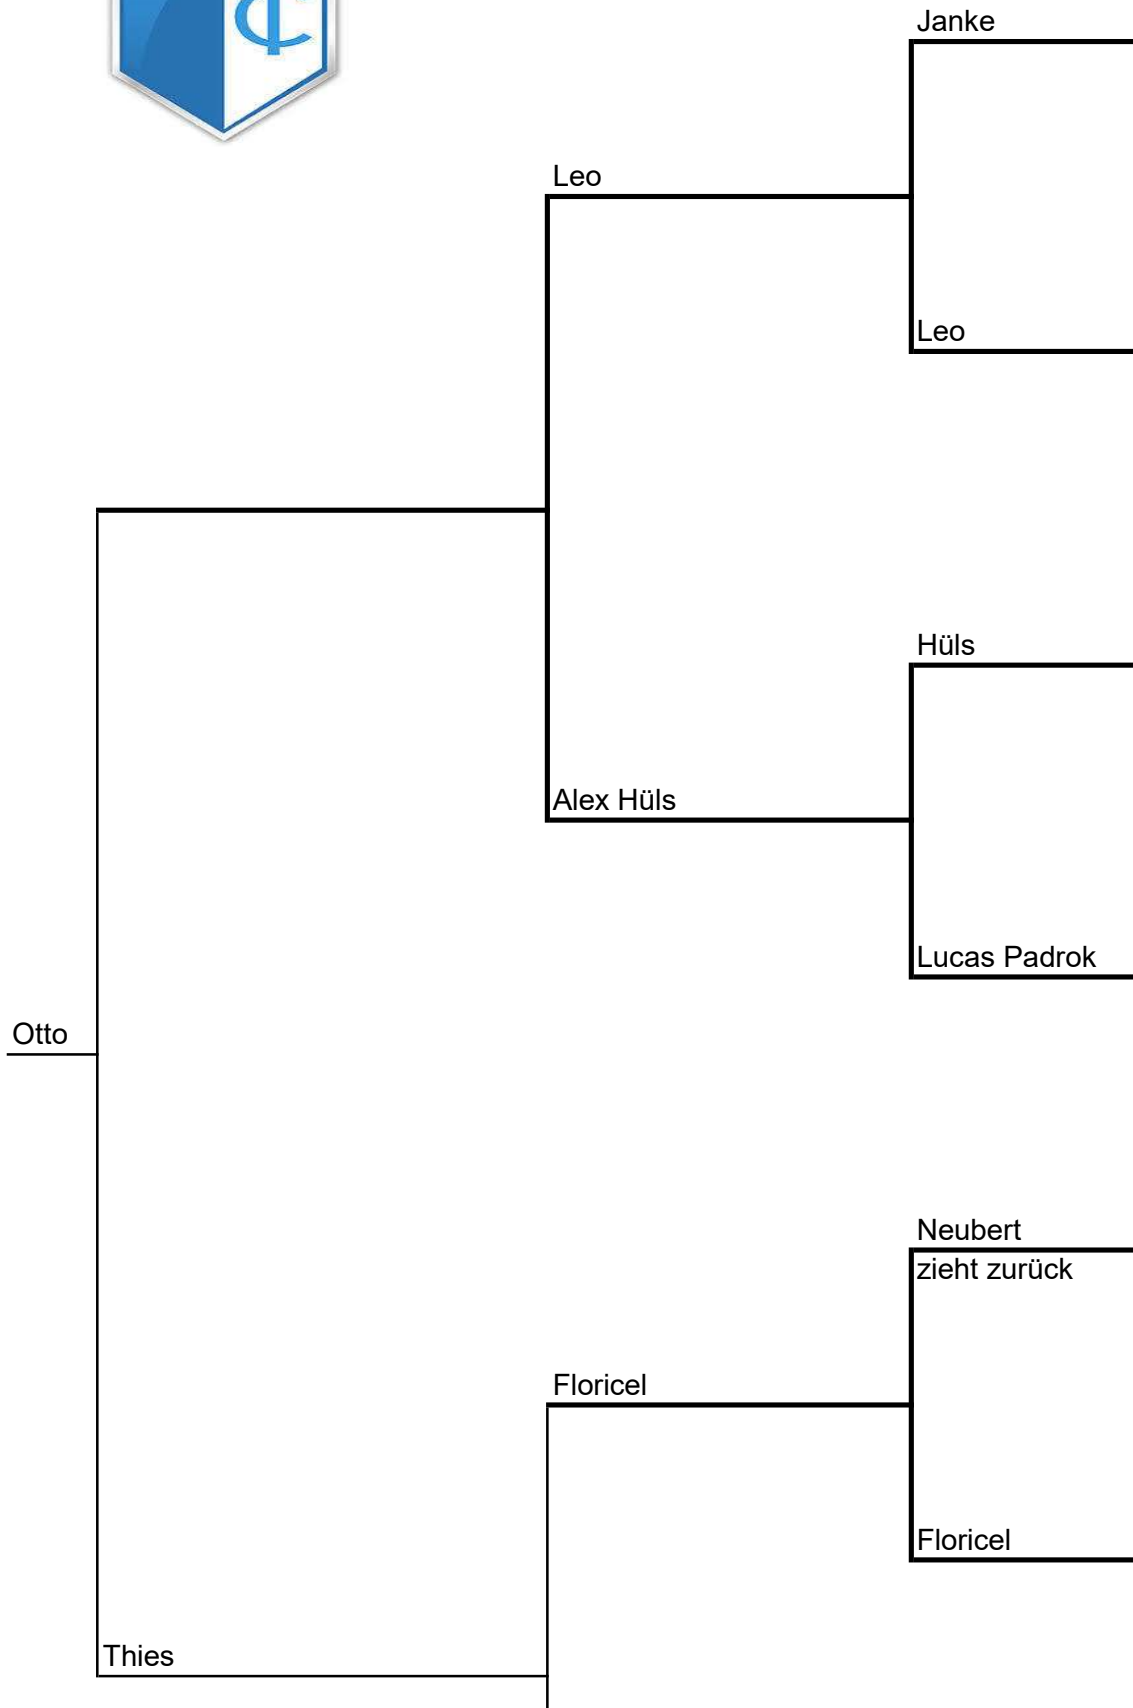 Janke
Leo
Leo
Hüls
Alex Hüls
Lucas Padrok
Otto
Neubert
zieht zurück
Floricel
Floricel
Thies